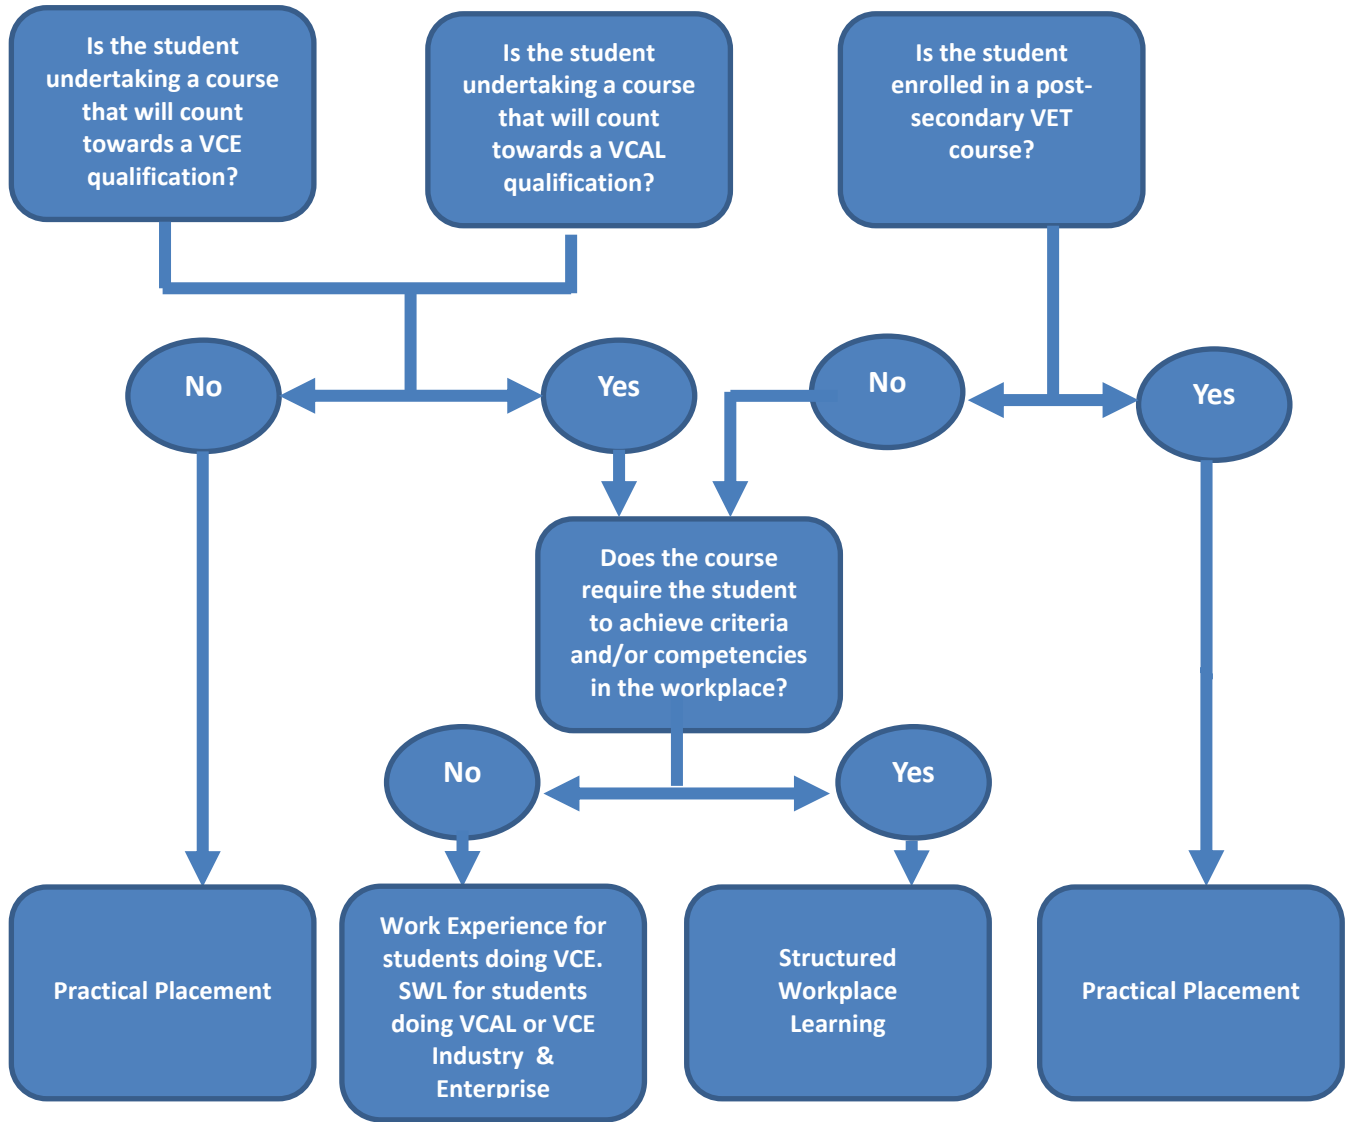 Is the student
undertaking a course
that will count
towards a VCE
qualification?
Is the student
undertaking a course
that will count
towards a VCAL
qualification?
Is the student
enrolled in a post-
secondary VET
course?
No
Yes
No
Yes
Does the course
require the student
to achieve criteria
and/or competencies
in the workplace?
No
Yes
Practical Placement
Work Experience for
students doing VCE.
SWL for students
doing VCAL or VCE
Industry &
Enterprise
Structured
Workplace
Learning
Practical Placement